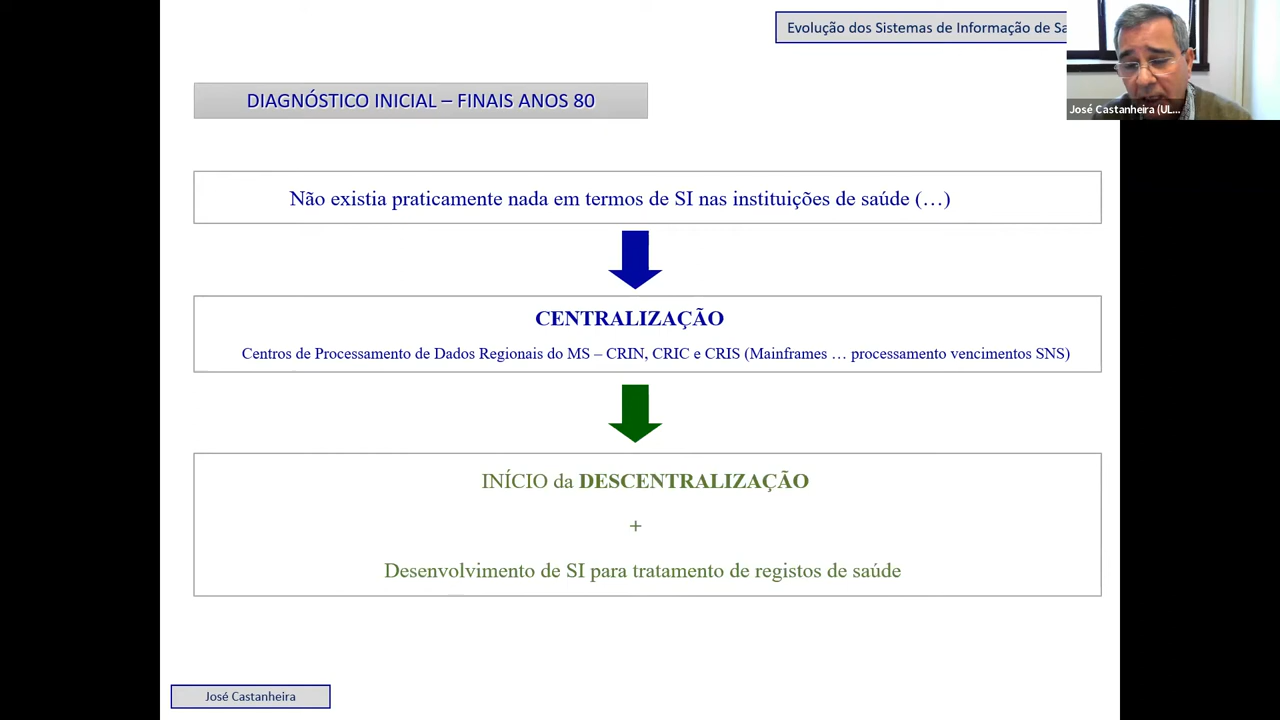 Evolução dos Sistemas de Informação de
José Castanheira (UL...
DIAGNÓSTICO INICIAL – FINAIS ANOS 80
Não existia praticamente nada em termos de SI nas instituições de saúde (…)
CENTRALIZAÇÃO
Centros de Processamento de Dados Regionais do MS – CRIN, CRIC e CRIS (Mainframes … processamento vencimentos SNS)
INÍCIO da DESCENTRALIZAÇÃO
+
Desenvolvimento de SI para tratamento de registos de saúde
José Castanheira